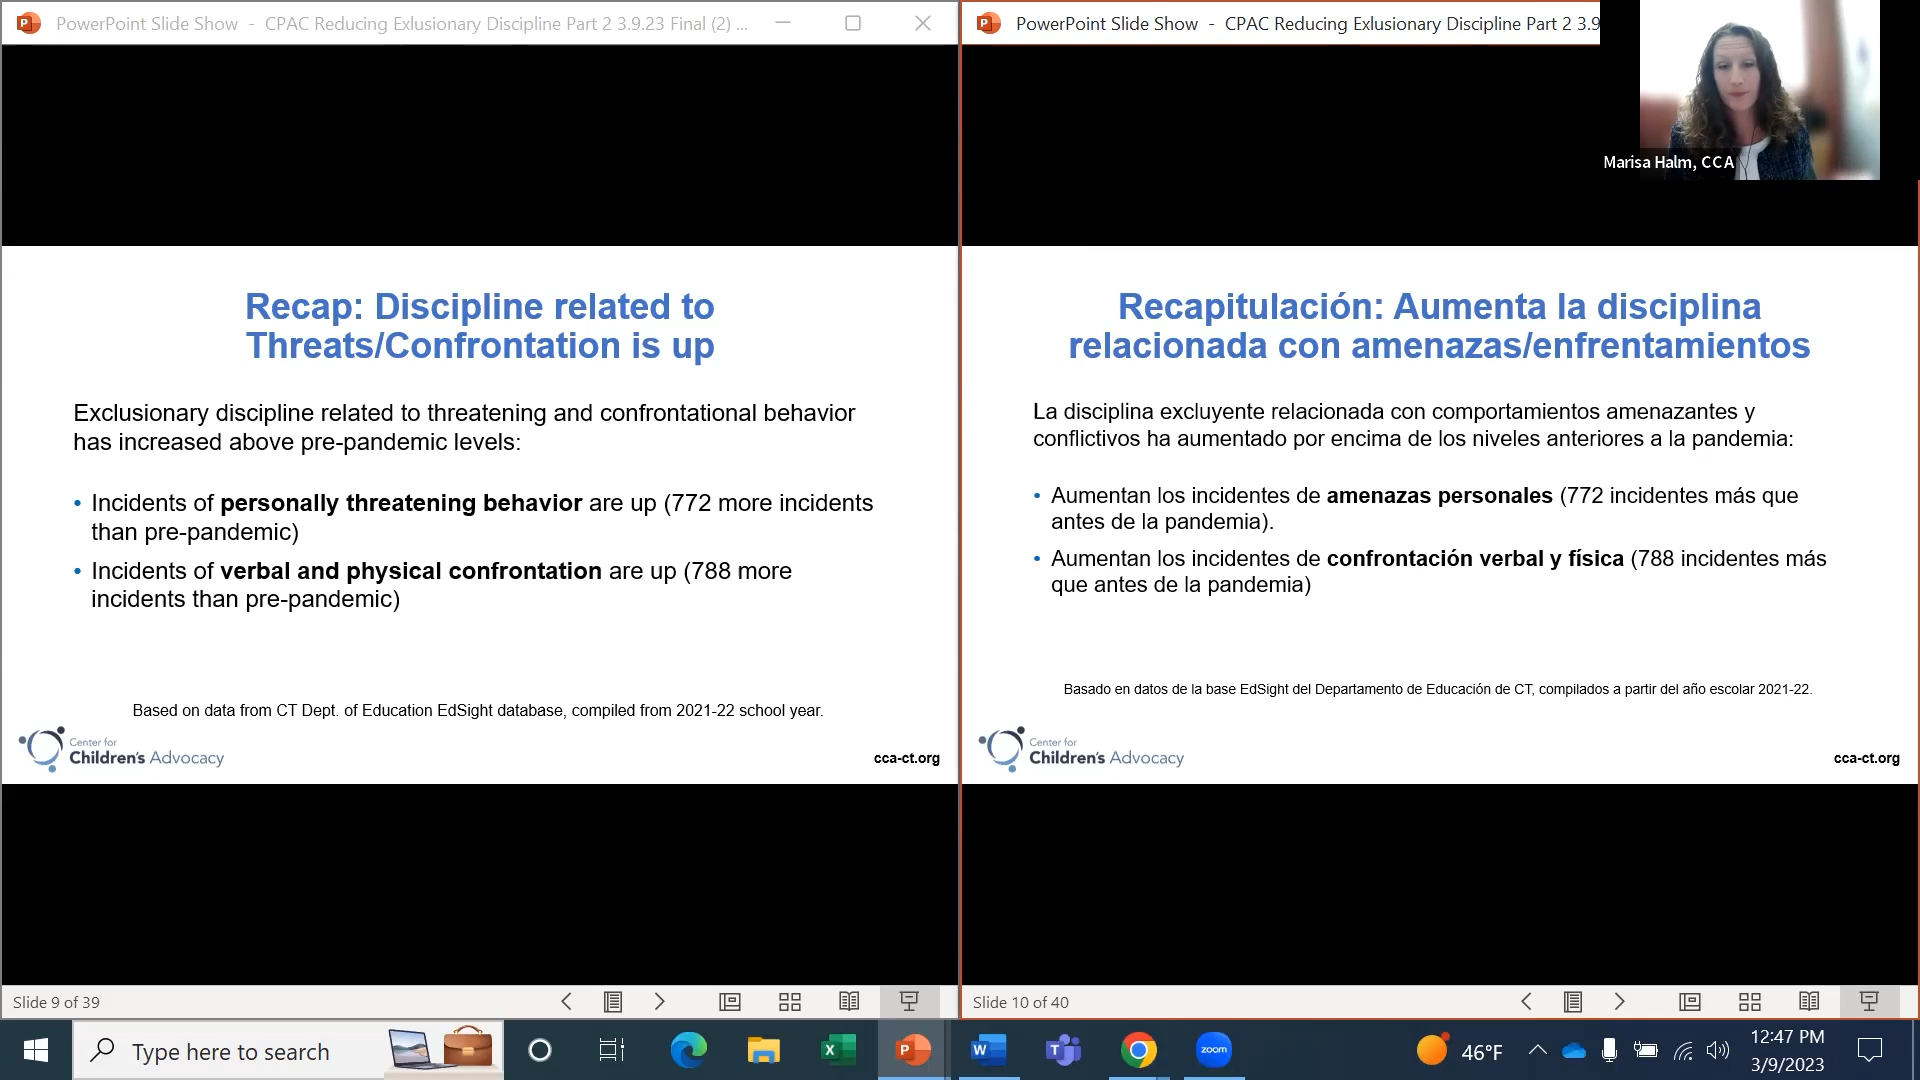 PowerPoint Slide Show - CPAC Reducing Exlusionary Discipline Part 2 3.9.23 Final (2) ...
Recap: Discipline related to
Threats/Confrontation is up
Exclusionary discipline related to threatening and confrontational behavior
has increased above pre-pandemic levels:
• Incidents of personally threatening behavior are up (772 more incidents
than pre-pandemic)
• Incidents of verbal and physical confrontation are up (788 more
incidents than pre-pandemic)
Based on data from CT Dept. of Education EdSight database, compiled from 2021-22 school year.
Center for
Children's Advocacy
cca-ct.org
Slide 9 of 39
PowerPoint Slide Show - CPAC Reducing Exlusionary Discipline Part 2 3.9
Marisa Halm, CCA
Recapitulación: Aumenta la disciplina
relacionada con amenazas/enfrentamientos
La disciplina excluyente relacionada con comportamientos amenazantes y
conflictivos ha aumentado por encima de los niveles anteriores a la pandemia:
• Aumentan los incidentes de amenazas personales (772 incidentes más que
antes de la pandemia).
• Aumentan los incidentes de confrontación verbal y física (788 incidentes más
que antes de la pandemia)
Basado en datos de la base EdSight del Departamento de Educación de CT, compilados a partir del año escolar 2021-22.
Center for
Children's Advocacy
cca-ct.org
Slide 10 of 40
Type here to search
zoom
46°F
12:47 PM
3/9/2023